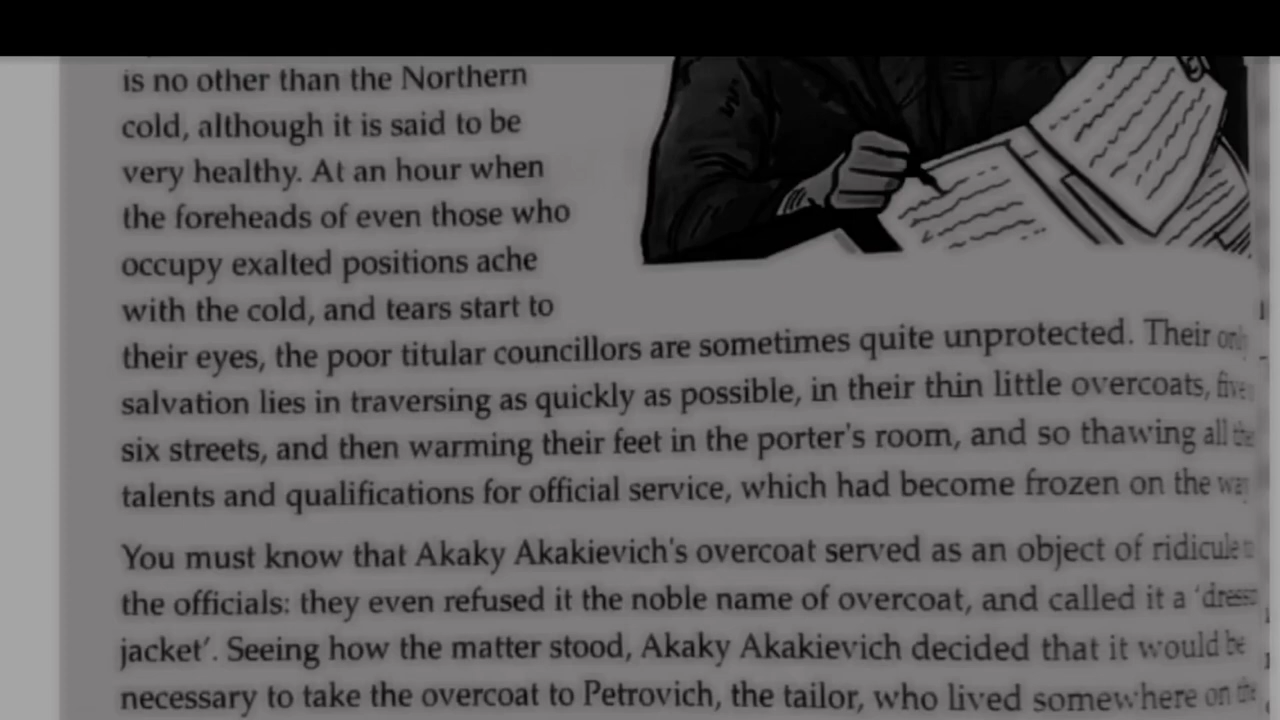 is no other than the Northern
cold, although it is said to be
very healthy. At an hour when
the foreheads of even those who
occupy exalted positions ache
with the cold, and tears start to
their eyes, the poor titular councillors are sometimes quite unprotected. Their only
salvation lies in traversing as quickly as possible, in their thin little overcoats, five
six streets, and then warming their feet in the porter's room, and so thawing all the
talents and qualifications for official service, which had become frozen on the way
You must know that Akaky Akakievich's overcoat served as an object of ridicule
the officials: they even refused it the noble name of overcoat, and called it a
jacket'. Seeing how the matter stood, Akaky Akakievich decided that it would be
necessary to take the overcoat to Petrovich, the tailor, who lived somewhere on the